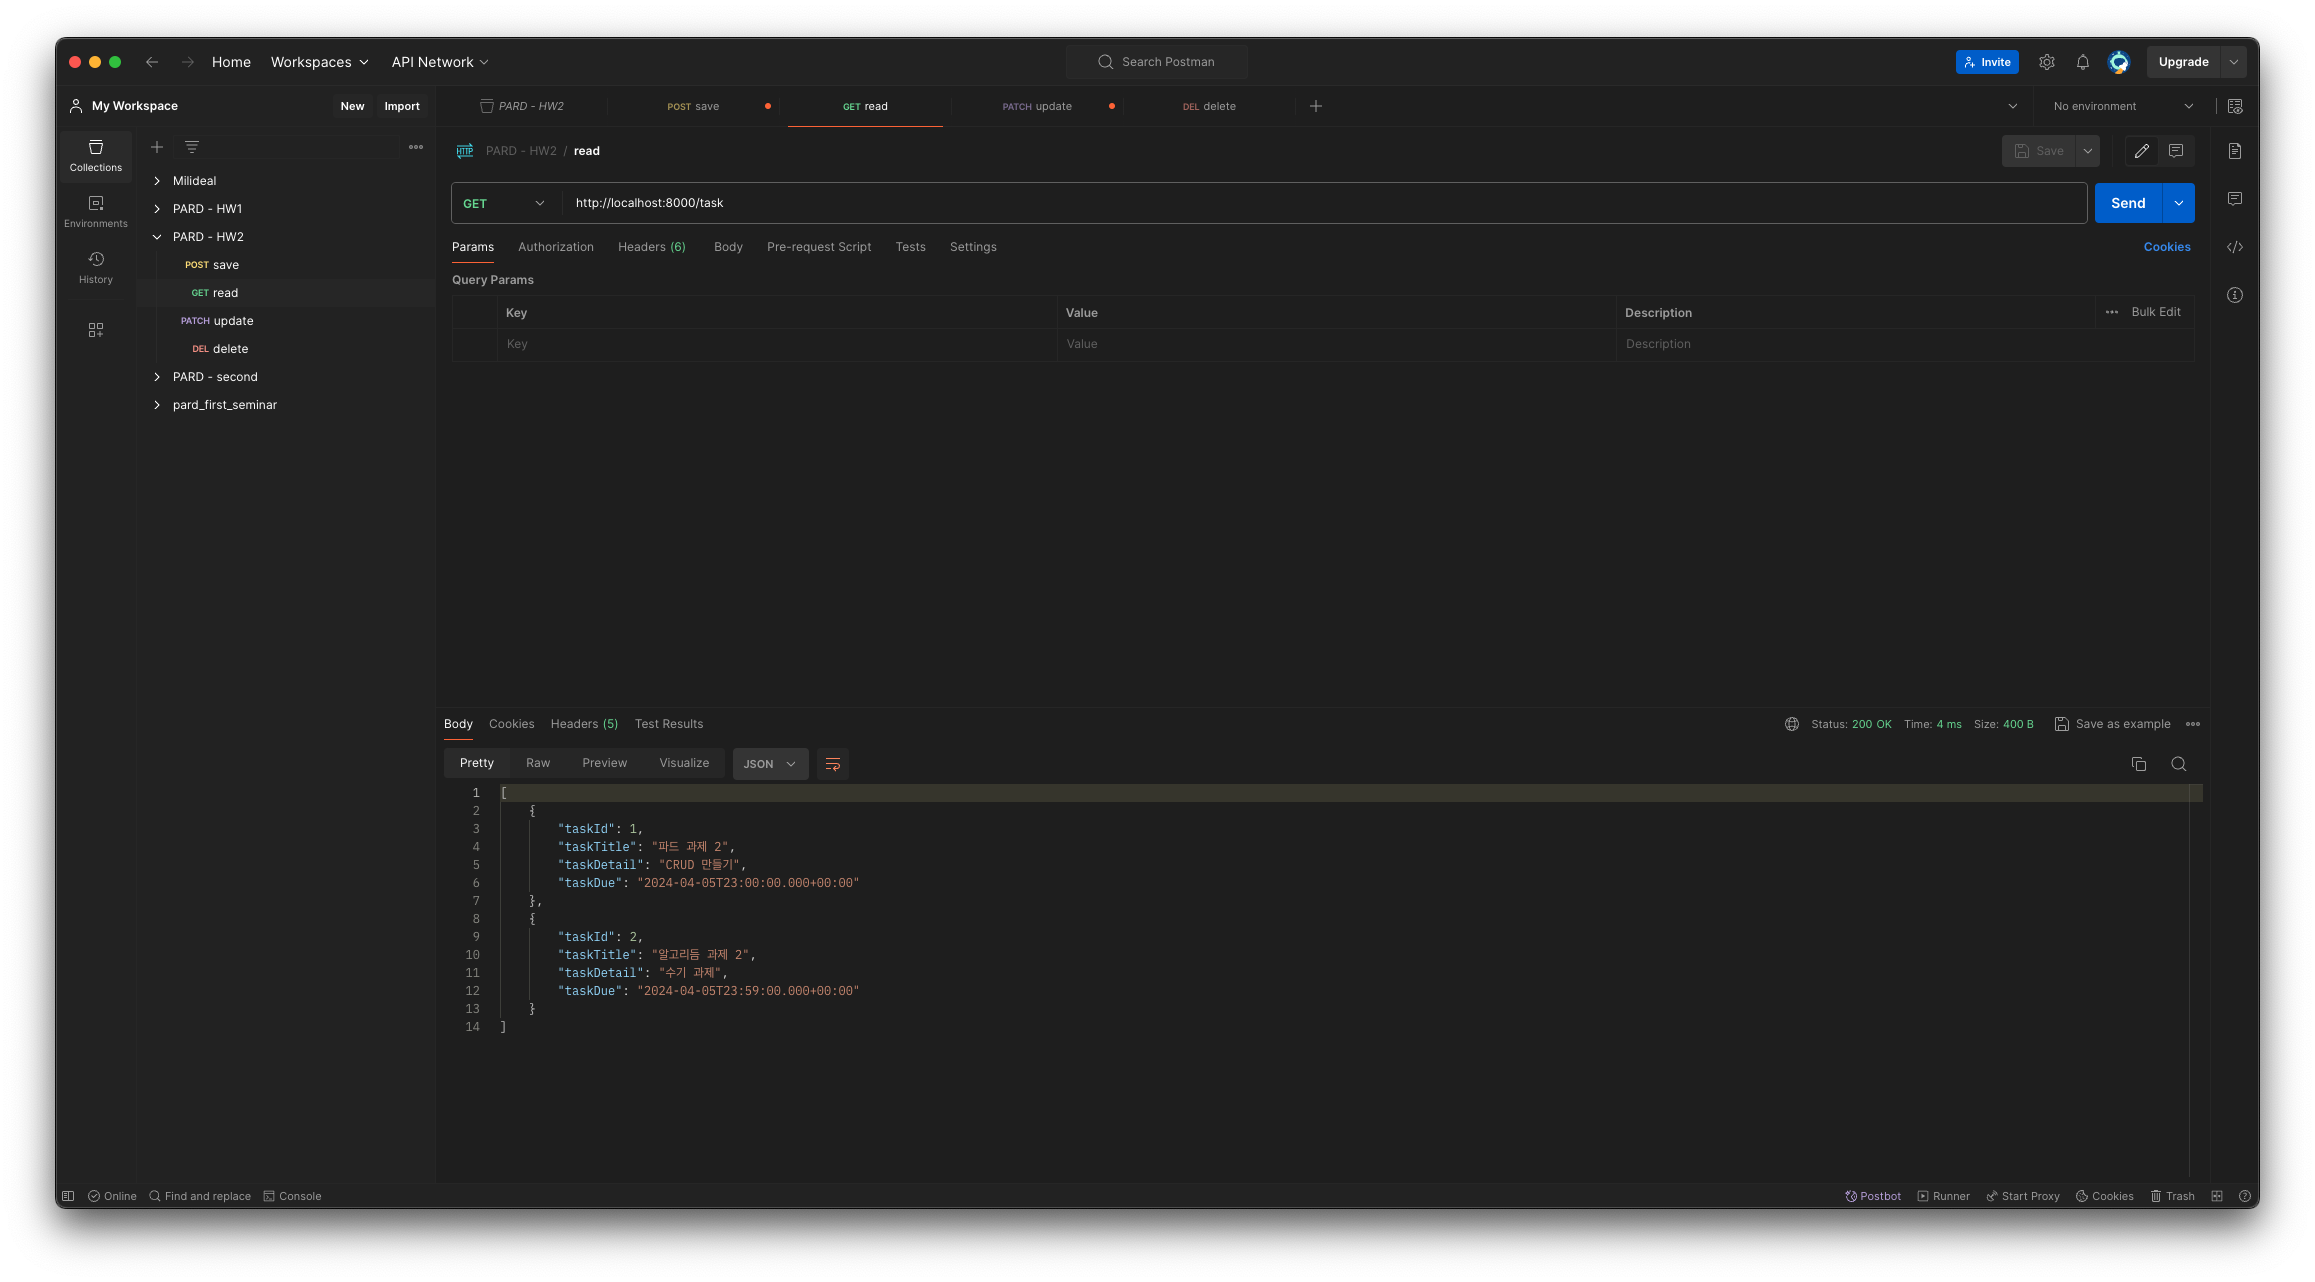 Home Workspaces API Network Search Postman Invite Upgrade
My Workspace New Import
PARD - HW2 POST save GET read PATCH update DEL delete No environment
Collections
Environments
History
Milideal
PARD - HW1
PARD - HW2
POST save
GET read
PATCH update
DEL delete
PARD - second
pard_first_seminar
HTTP PARD - HW2 / read Save
GET http://localhost:8000/task Send
Params Authorization Headers (6) Body Pre-request Script Tests Settings Cookies
Query Params
Key Value Description Bulk Edit
Key Value Description
Body Cookies Headers (5) Test Results Status: 200 OK Time: 4 ms Size: 400 B Save as example
Pretty Raw Preview Visualize JSON
1 [
2 {
3 "taskId": 1,
4 "taskTitle": "파드 과제 2",
5 "taskDetail": "CRUD 만들기",
6 "taskDue": "2024-04-05T23:00:00.000+00:00"
7 },
8 {
9 "taskId": 2,
10 "taskTitle": "알고리듬 과제 2",
11 "taskDetail": "수기 과제",
12 "taskDue": "2024-04-05T23:59:00.000+00:00"
13 }
14 ]
Online Find and replace Console Postbot Runner Start Proxy Cookies Trash